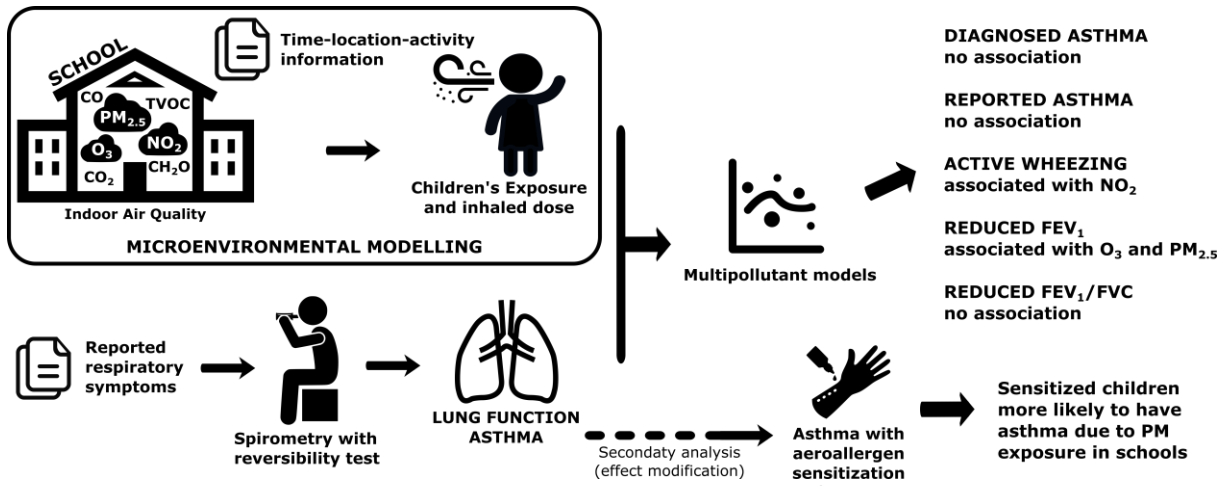 SCHOOL
CO
TVOC
PM₂.₅
O₃
NO₂
CO₂
CH₂O
Indoor Air Quality
Time-location-activity
information
Children's Exposure
and inhaled dose
MICROENVIRONMENTAL MODELLING
Reported
respiratory
symptoms
Spirometry with
reversibility test
LUNG FUNCTION
ASTHMA
Multipollutant models
DIAGNOSED ASTHMA
no association
REPORTED ASTHMA
no association
ACTIVE WHEEZING
associated with NO₂
REDUCED FEV₁
associated with O₃ and PM₂.₅
REDUCED FEV₁/FVC
no association
Secondaty analysis
(effect modification)
Asthma with
aeroallergen
sensitization
Sensitized children
more likely to have
asthma due to PM
exposure in schools